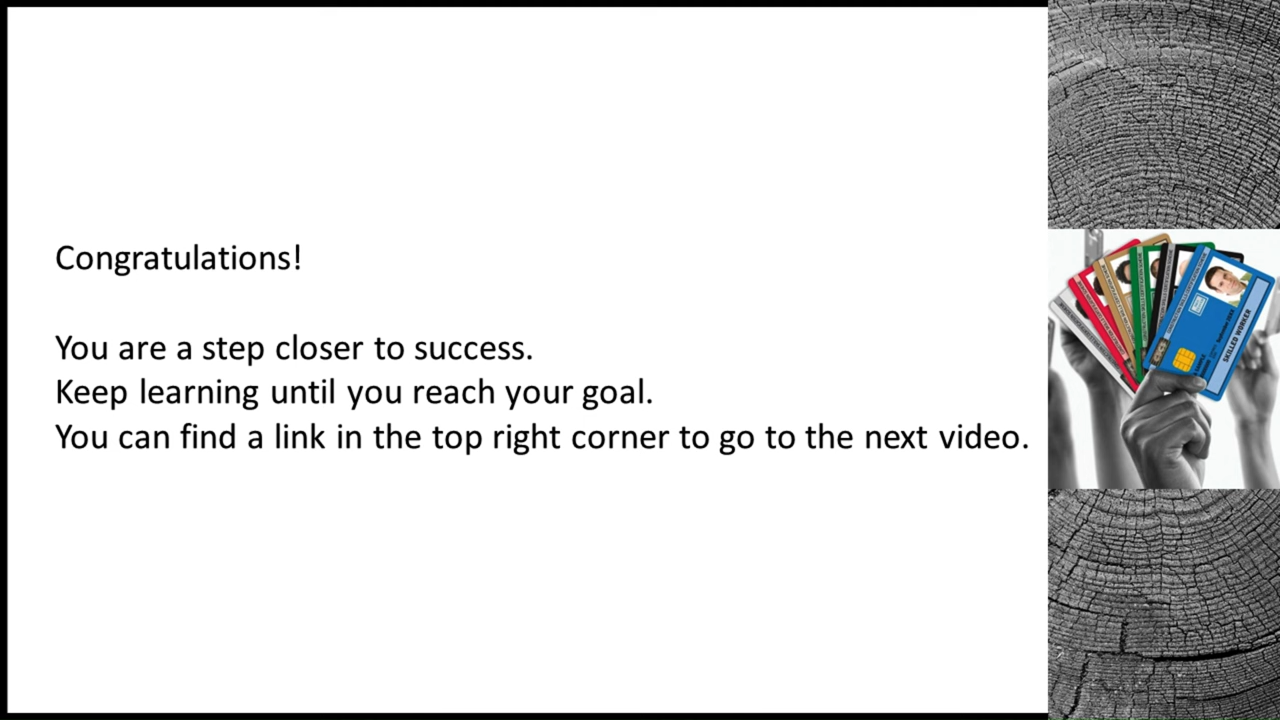 Congratulations!
You are a step closer to success.
Keep learning until you reach your goal.
You can find a link in the top right corner to go to the next video.
SKILLED WORKER